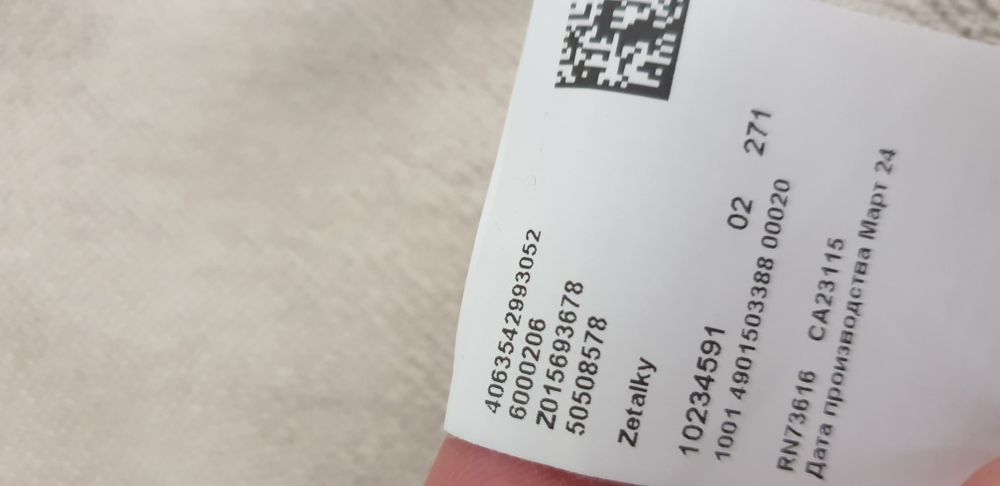 4063542993052
6000206
Z015693678
50508578
Zetalky
10234591 02 271
1001 4901503388 00020
RN73616 CA23115
Дата производства Март 24